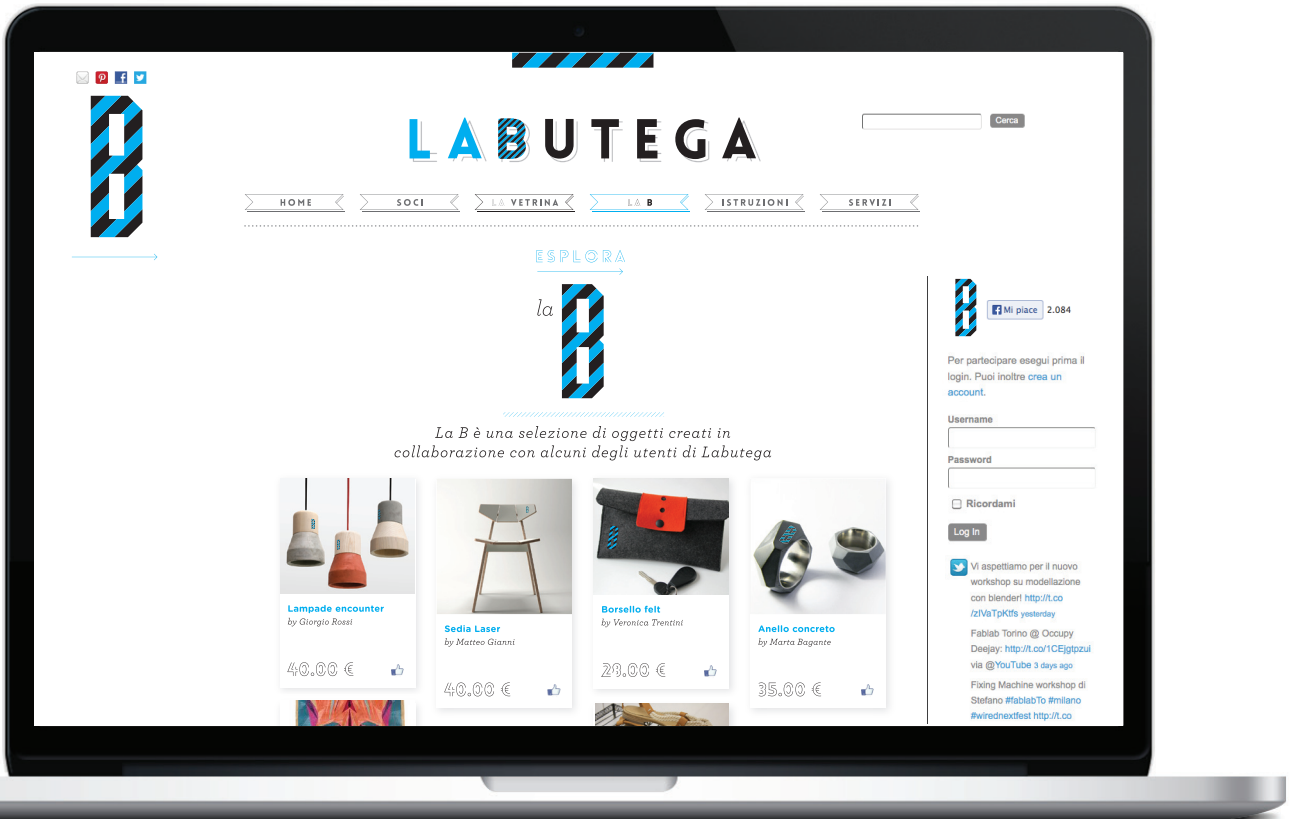 LABUTEGA
Cerca
HOME
SOCI
LA VETRINA
LA B
ISTRUZIONI
SERVIZI
ESPLORA
la B
La B è una selezione di oggetti creati in
collaborazione con alcuni degli utenti di Labutega
Lampade encounter
by Giorgio Rossi
40.00 €
Sedia Laser
by Matteo Gianni
40.00 €
Borsello felt
by Veronica Trentini
28.00 €
Anello concreto
by Marta Bagante
35.00 €
Mi piace 2.084
Per partecipare esegui prima il
login. Puoi inoltre crea un
account.
Username
Password
Ricordami
Log In
Vi aspettiamo per il nuovo
workshop su modellazione
con blender! http://t.co
/zIVaTpKtfs yesterday
Fablab Torino @ Occupy
Deejay: http://t.co/1CEjgtpzui
via @YouTube 3 days ago
Fixing Machine workshop di
Stefano #fablabTo #milano
#wirednextfest http://t.co